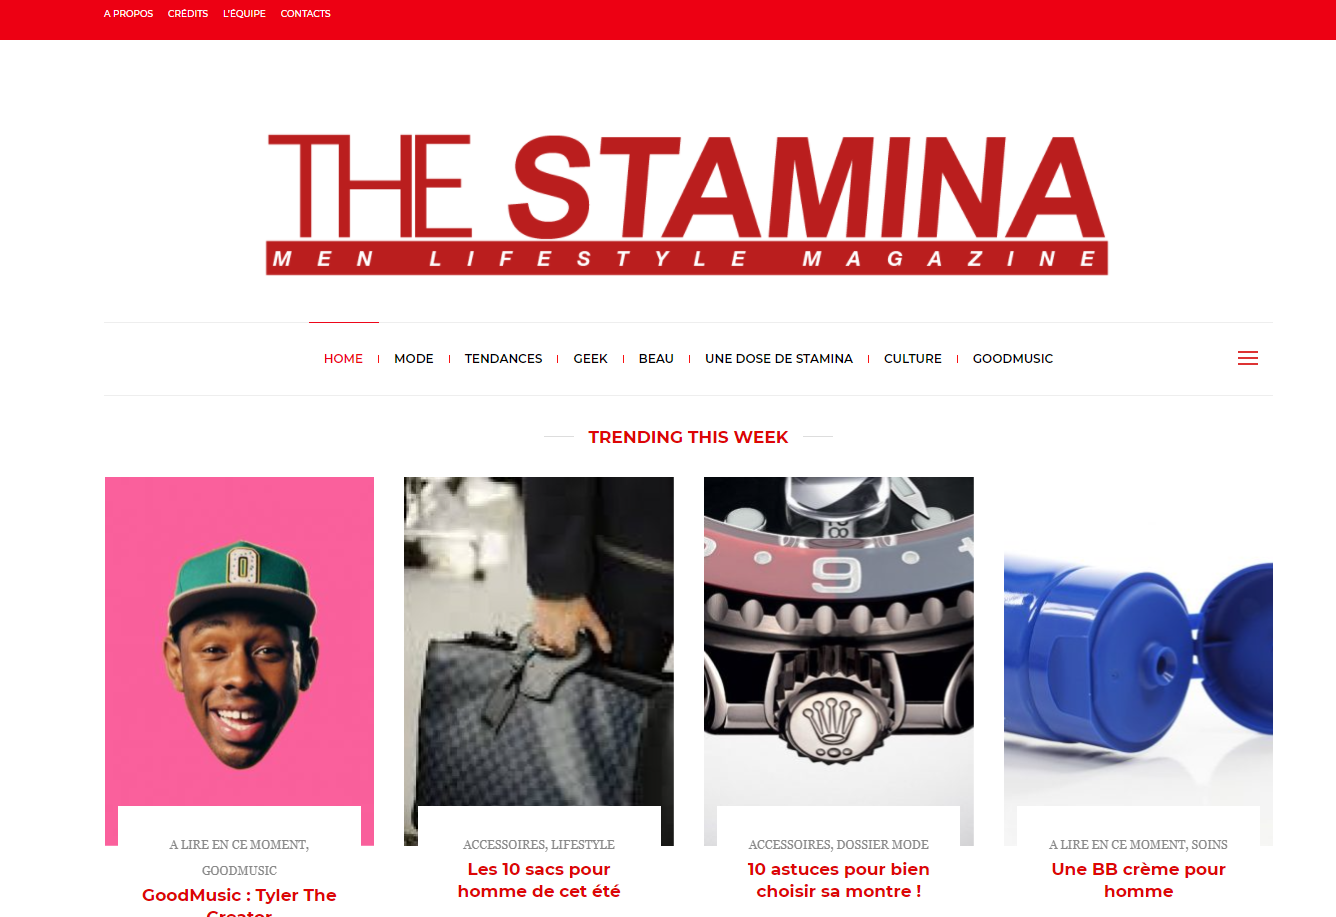 A PROPOS CRÉDITS L'ÉQUIPE CONTACTS
THE STAMINA
MEN LIFESTYLE MAGAZINE
HOME MODE TENDANCES GEEK BEAU UNE DOSE DE STAMINA CULTURE GOODMUSIC
TRENDING THIS WEEK
A LIRE EN CE MOMENT,
GOODMUSIC
GoodMusic : Tyler The
Creator
ACCESSOIRES, LIFESTYLE
Les 10 sacs pour
homme de cet été
9
ACCESSOIRES, DOSSIER MODE
10 astuces pour bien
choisir sa montre !
A LIRE EN CE MOMENT, SOINS
Une BB crème pour
homme